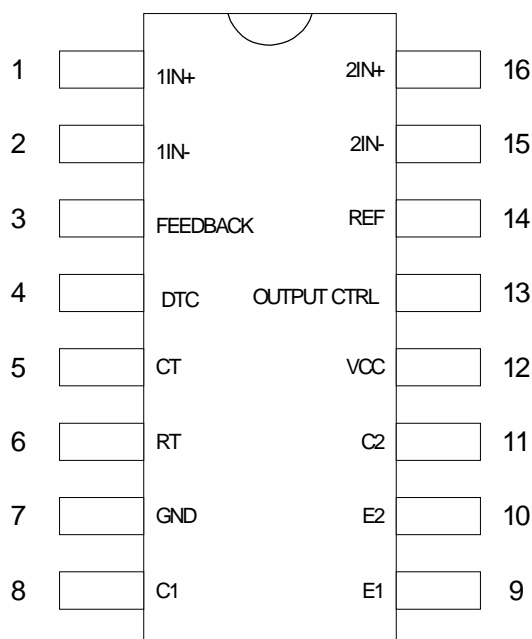 1 1IN+ 2IN+ 16
2 1IN- 2IN- 15
3 FEEDBACK REF 14
4 DTC OUTPUT CTRL 13
5 CT VCC 12
6 RT C2 11
7 GND E2 10
8 C1 E1 9